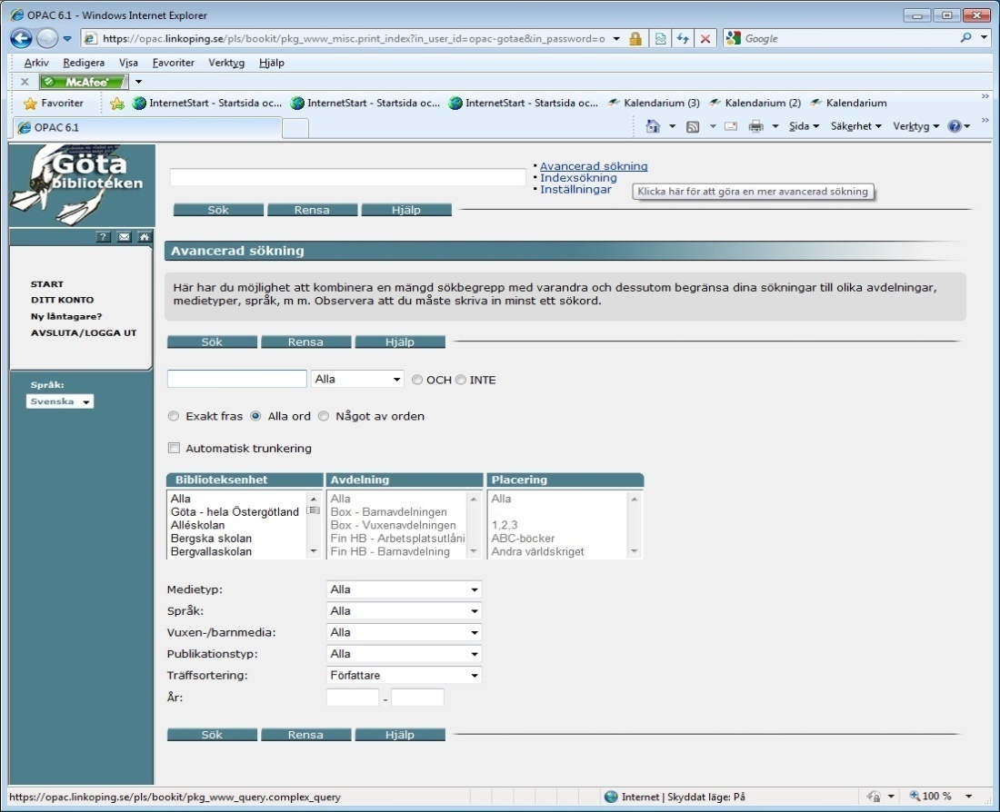 OPAC 6.1 - Windows Internet Explorer
https://opac.linkoping.se/pls/bookit/pkg_www_misc.print_index?in_user_id=opac-gotae&in_password=o
Google
Arkiv Redigera Visa Favoriter Verktyg Hjälp
x McAfee
Favoriter InternetStart - Startsida oc... InternetStart - Startsida oc... InternetStart - Startsida oc... Kalendarium (3) Kalendarium (2) Kalendarium »
OPAC 6.1 Sida Säkerhet Verktyg »
Göta
biblioteken
Avancerad sökning
Indexsökning
Inställningar
Klicka här för att göra en mer avancerad sökning
Sök Rensa Hjälp
?
Avancerad sökning
START
DITT KONTO
Ny låntagare?
AVSLUTA/LOGGA UT
Språk:
Svenska
Här har du möjlighet att kombinera en mängd sökbegrepp med varandra och dessutom begränsa dina sökningar till olika avdelningar,
medietyper, språk, m m. Observera att du måste skriva in minst ett sökord.
Sök Rensa Hjälp
Alla OCH INTE
Exakt fras Alla ord Något av orden
Automatisk trunkering
Biblioteksenhet Avdelning Placering
Alla Alla Alla
Göta - hela Östergötland Box - Barnavdelningen
Alléskolan Box - Vuxenavdelningen 1,2,3
Bergska skolan Fin HB - Arbetsplatsutlåni ABC-böcker
Bergvallaskolan Fin HB - Barnavdelning Andra världskriget
Medietyp: Alla
Språk: Alla
Vuxen-/barnmedia: Alla
Publikationstyp: Alla
Träffsortering: Författare
År: -
Sök Rensa Hjälp
https://opac.linkoping.se/pls/bookit/pkg_www_query.complex_query Internet | Skyddat läge: På 100 %